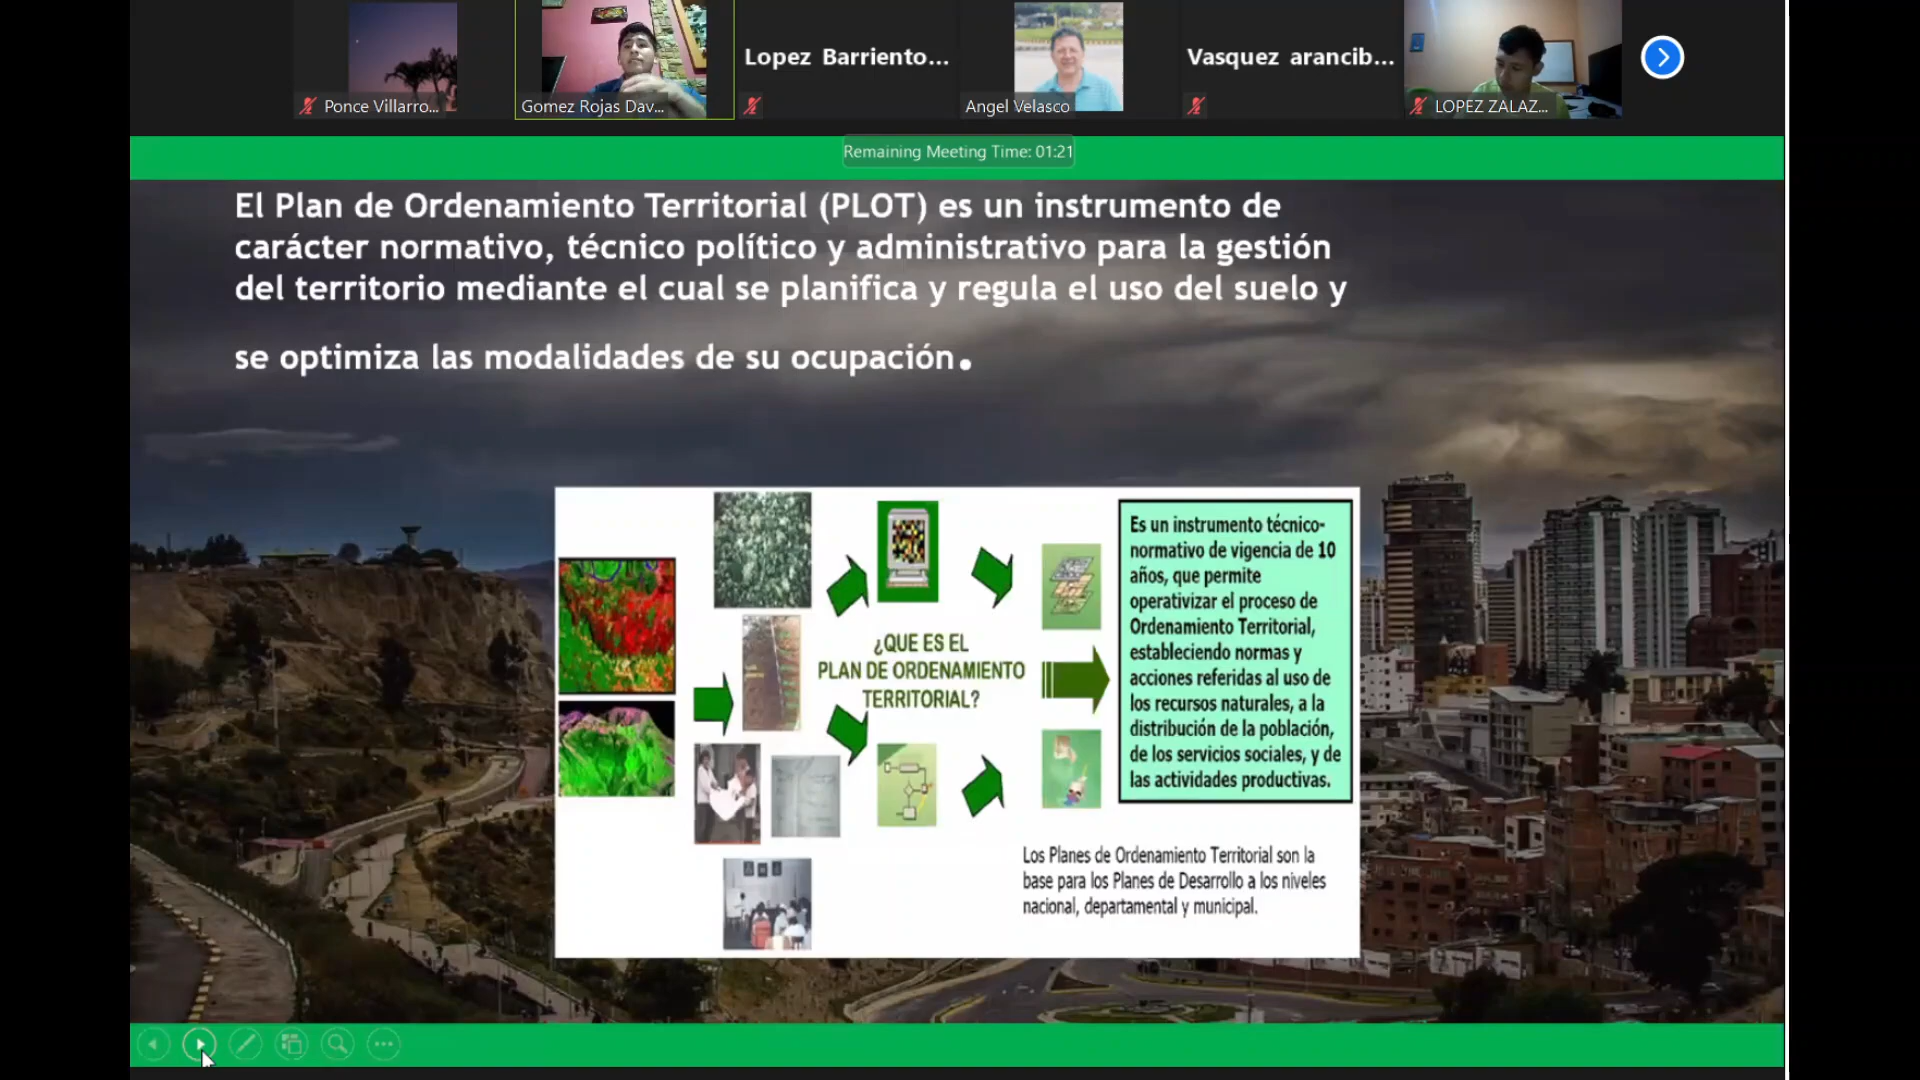 Ponce Villarro...
Gomez Rojas Dav...
Lopez Barriento...
Angel Velasco
Vasquez arancib...
LOPEZ ZALAZ...
Remaining Meeting Time: 01:21
El Plan de Ordenamiento Territorial (PLOT) es un instrumento de
carácter normativo, técnico político y administrativo para la gestión
del territorio mediante el cual se planifica y regula el uso del suelo y
se optimiza las modalidades de su ocupación.
¿QUE ES EL
PLAN DE ORDENAMIENTO
TERRITORIAL?
Es un instrumento técnico-
normativo de vigencia de 10
años, que permite
operativizar el proceso de
Ordenamiento Territorial,
estableciendo normas y
acciones referidas al uso de
los recursos naturales, a la
distribución de la población,
de los servicios sociales, y de
las actividades productivas.
Los Planes de Ordenamiento Territorial son la
base para los Planes de Desarrollo a los niveles
nacional, departamental y municipal.